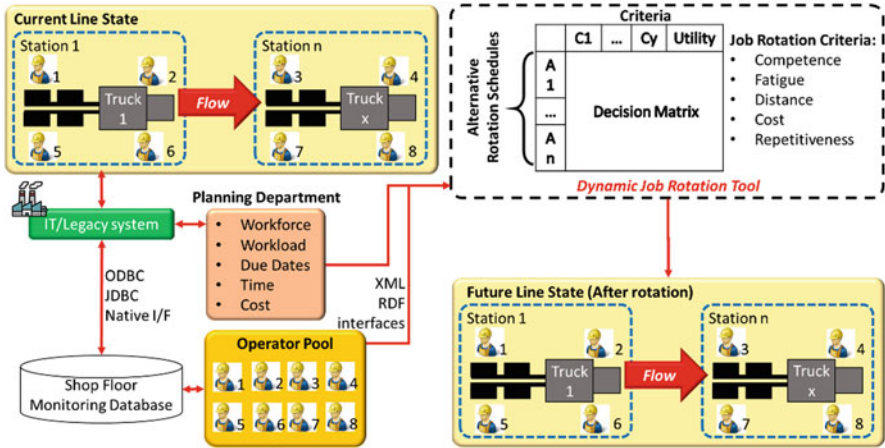 Current Line State
Station 1
1
2
Truck
1
5
6
Flow
Station n
3
4
Truck
x
7
8
IT/Legacy system
ODBC
JDBC
Native I/F
Shop Floor
Monitoring Database
Planning Department
• Workforce
• Workload
• Due Dates
• Time
• Cost
XML
RDF
interfaces
Operator Pool
1 2 3 4
5 6 7 8
Criteria
C1 ... Cy Utility
Alternative
Rotation Schedules
A
1
...
A
n
Decision Matrix
Job Rotation Criteria:
• Competence
• Fatigue
• Distance
• Cost
• Repetitiveness
Dynamic Job Rotation Tool
Future Line State (After rotation)
Station 1
1
2
Truck
1
5
6
Flow
Station n
3
4
Truck
x
7
8